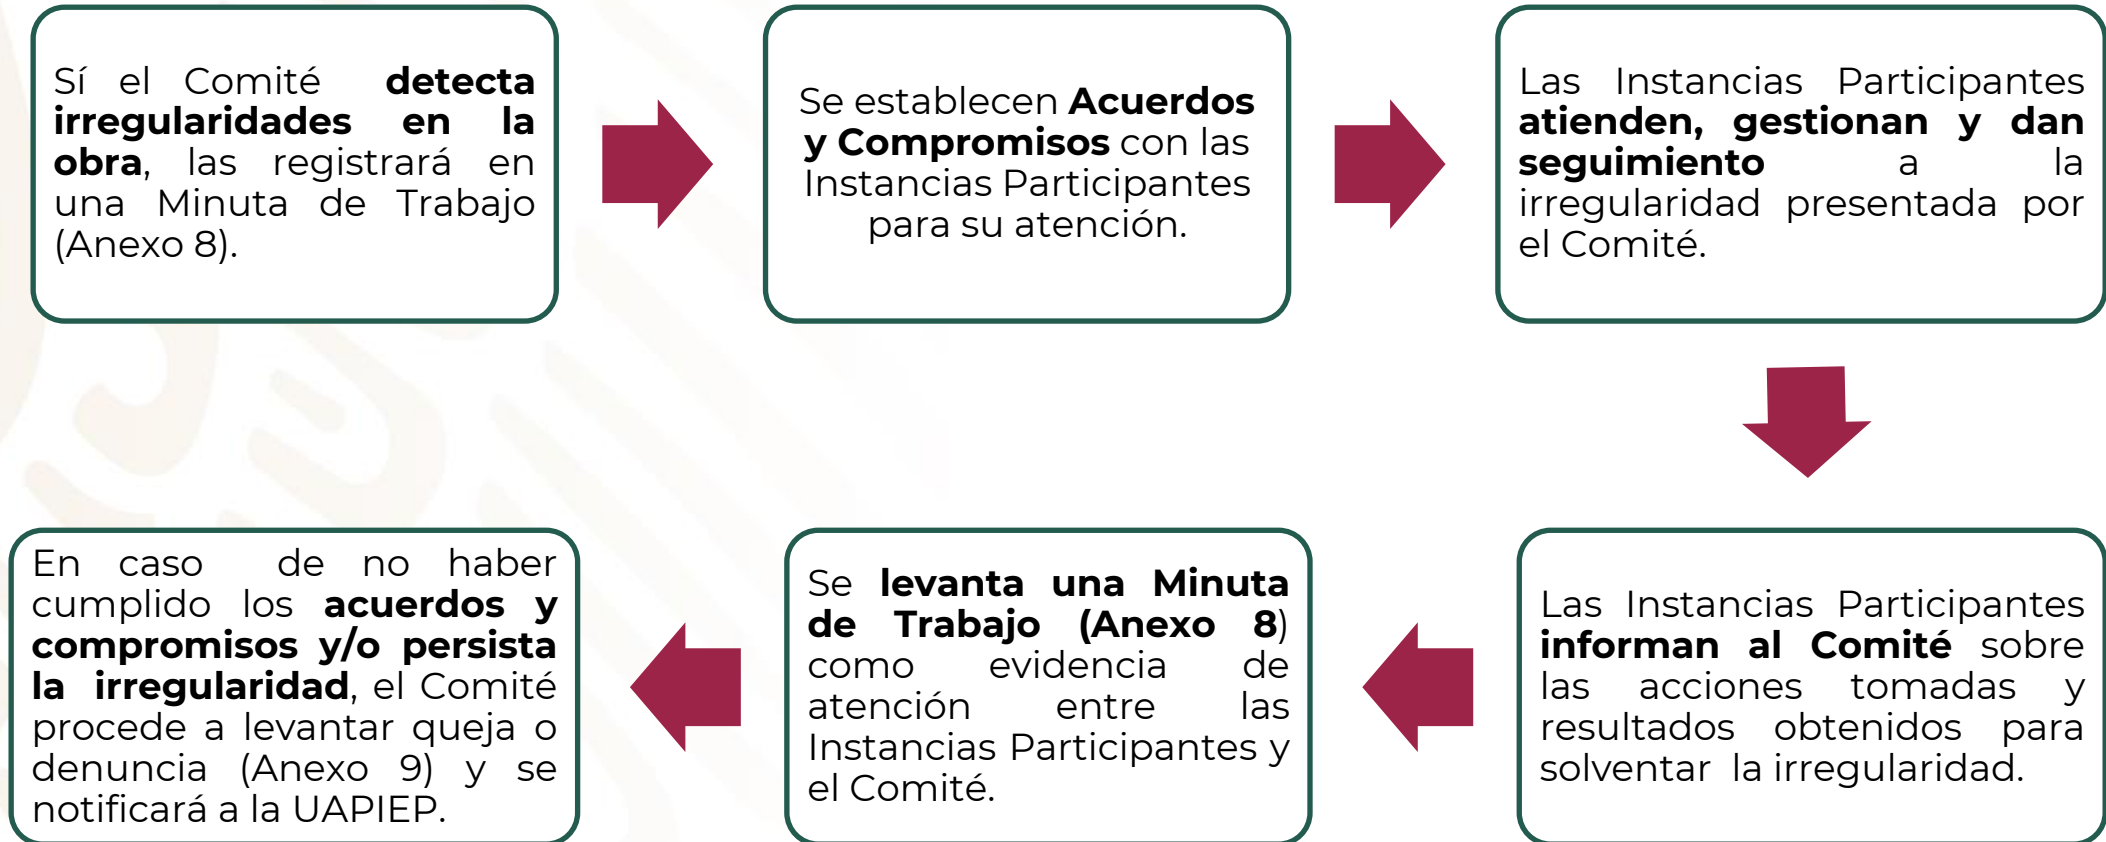 Sí el Comité detecta
irregularidades en la
obra, las registrará en
una Minuta de Trabajo
(Anexo 8).
Se establecen Acuerdos
y Compromisos con las
Instancias Participantes
para su atención.
Las Instancias Participantes
atienden, gestionan y dan
seguimiento a la
irregularidad presentada por
el Comité.
Las Instancias Participantes
informan al Comité sobre
las acciones tomadas y
resultados obtenidos para
solventar la irregularidad.
Se levanta una Minuta
de Trabajo (Anexo 8)
como evidencia de
atención entre las
Instancias Participantes y
el Comité.
En caso de no haber
cumplido los acuerdos y
compromisos y/o persista
la irregularidad, el Comité
procede a levantar queja o
denuncia (Anexo 9) y se
notificará a la UAPIEP.